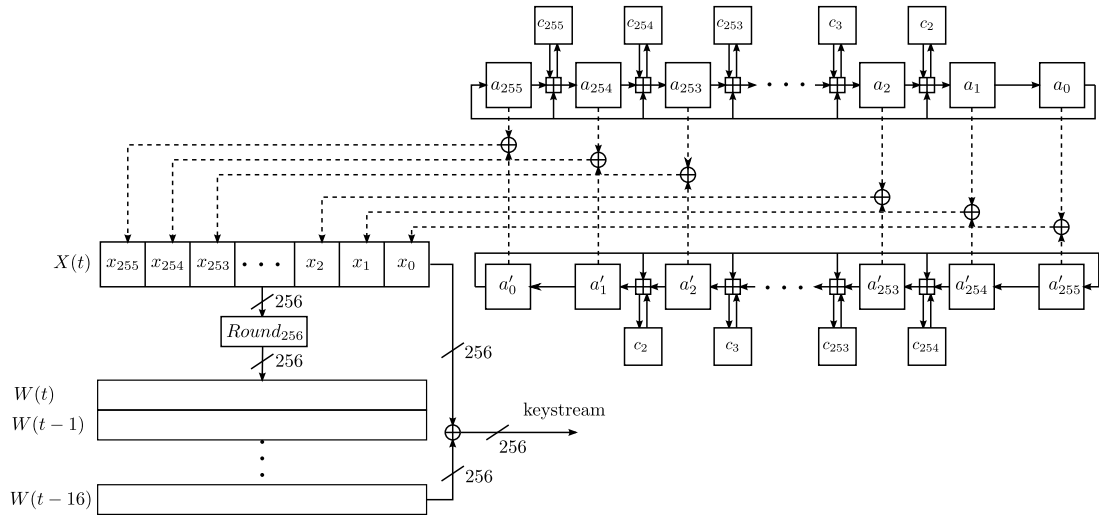 c255 c254 c253 c3 c2
a255 a254 a253 · · · a2 a1 a0
X(t) x255 x254 x253 · · · x2 x1 x0
a′0 a′1 a′2 · · · a′253 a′254 a′255
256
Round256
c2 c3 c253 c254
256
256
W(t)
W(t − 1)
keystream
256
256
W(t − 16)